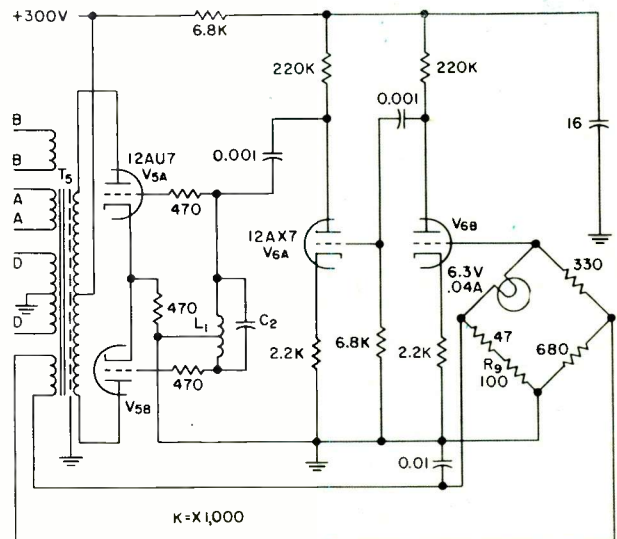 +300V
6.8K
220K
220K
0.001
16
B
B
T5
12AU7
V5A
0.001
A
A
470
12AX7
V6A
V6B
330
6.3V
.04A
D
D
470
L1
C2
2.2K
6.8K
2.2K
47
R9
100
680
470
V5B
0.01
K=X1,000